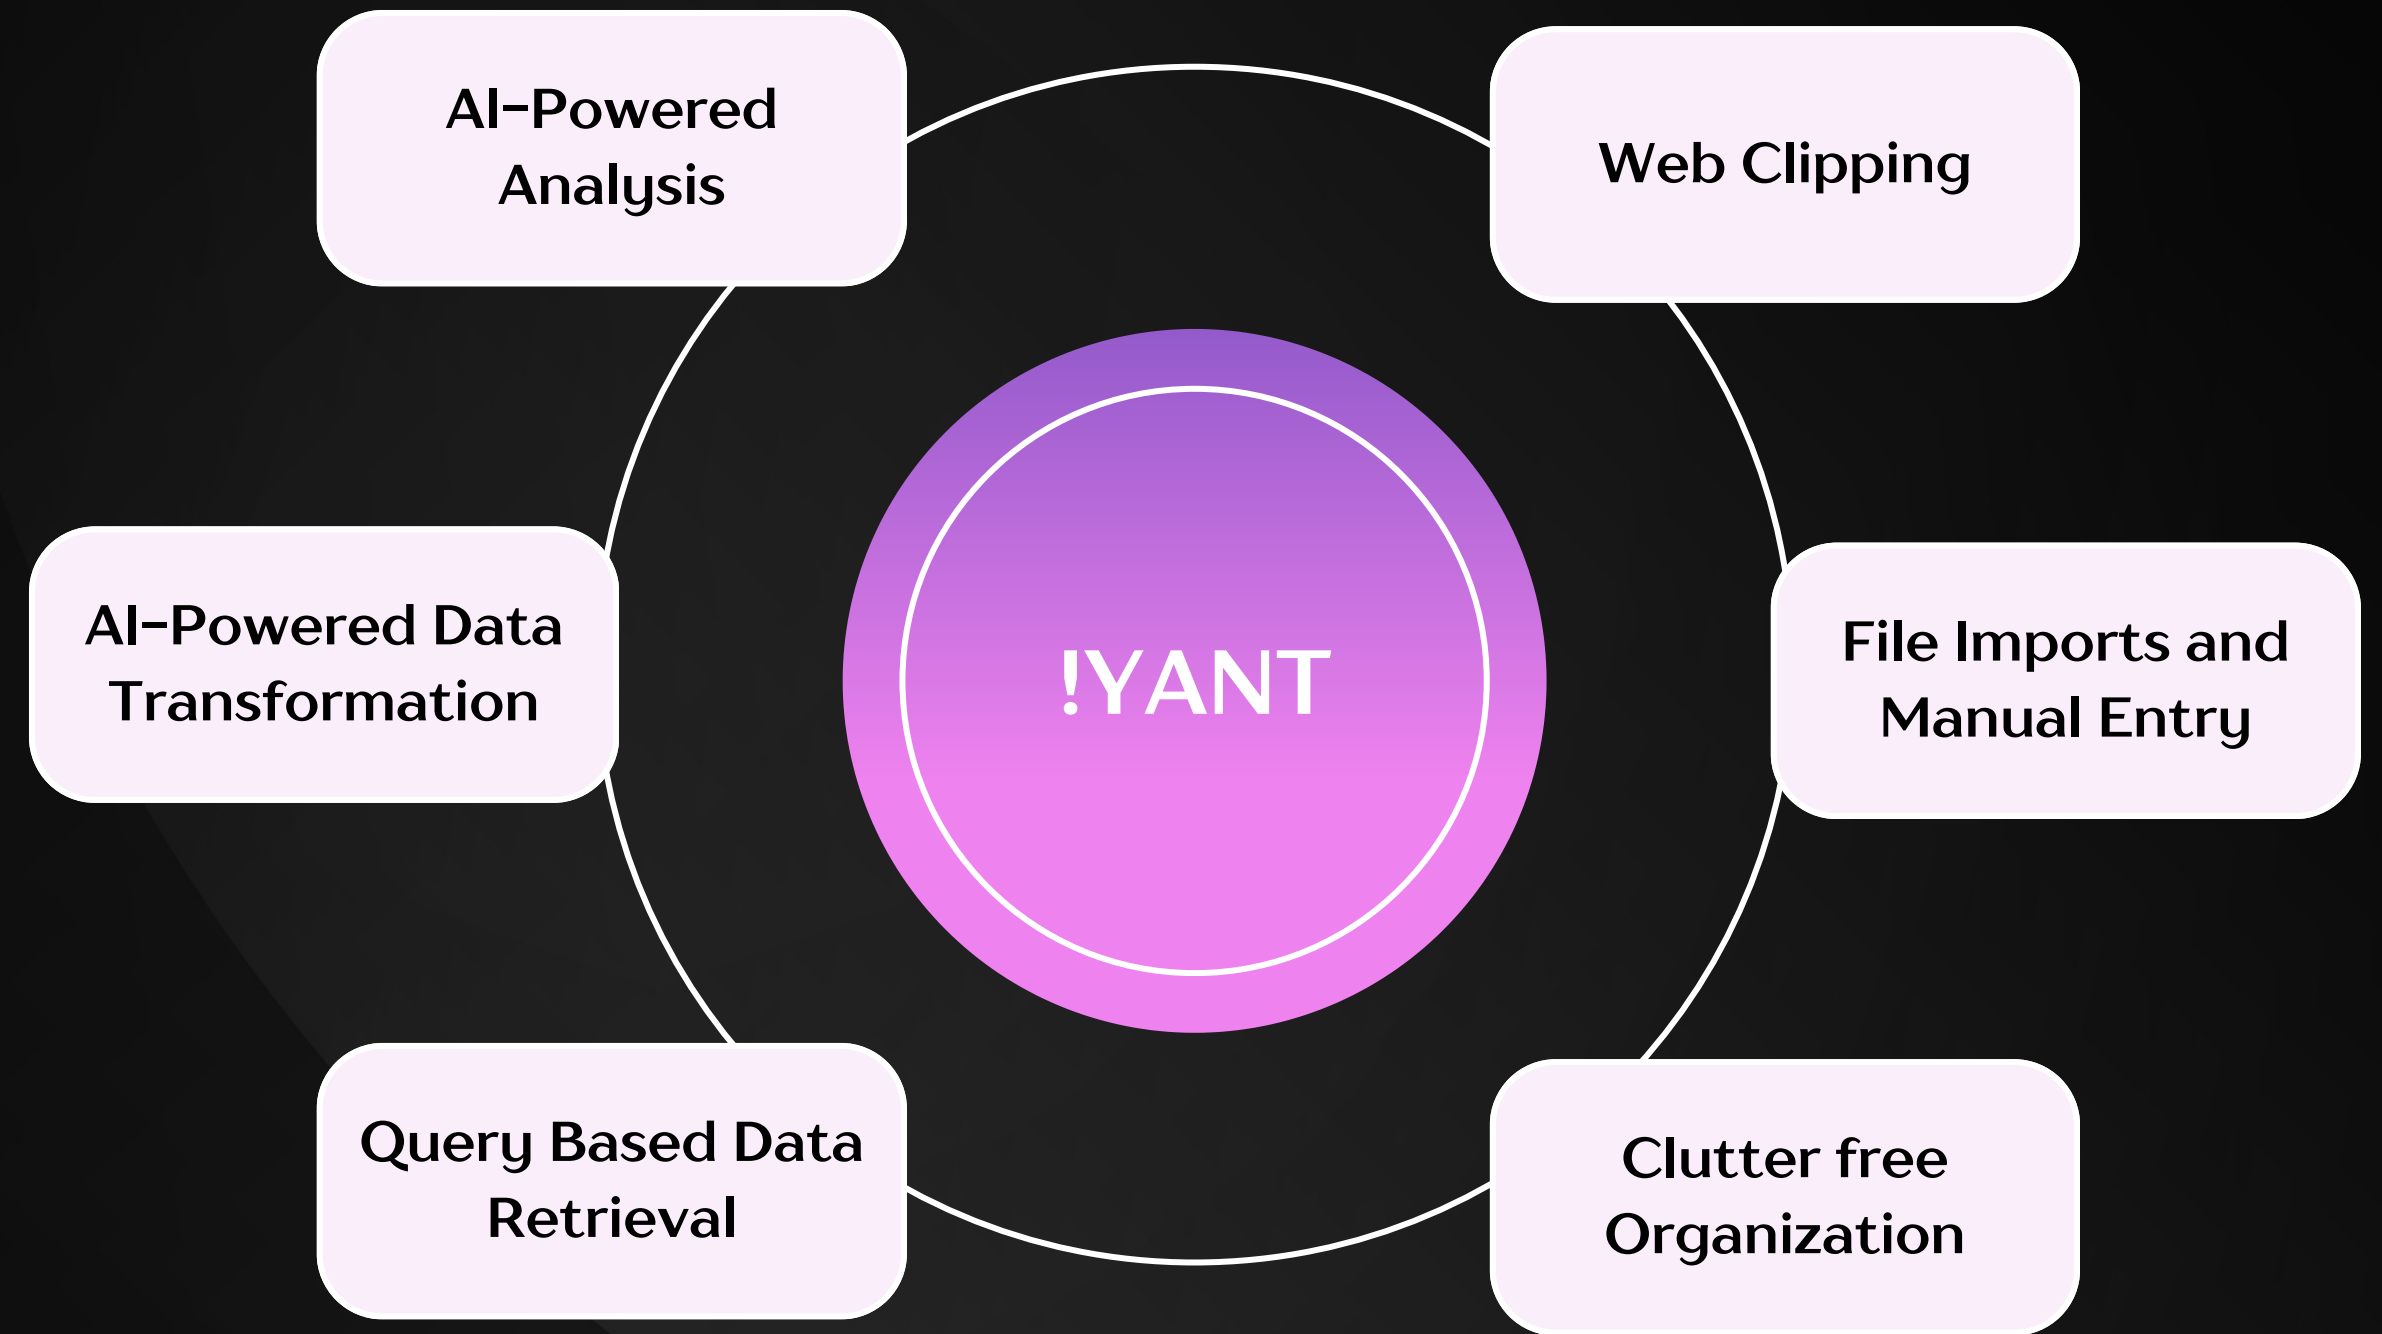 AI-Powered
Analysis
Web Clipping
AI-Powered Data
Transformation
!YANT
File Imports and
Manual Entry
Query Based Data
Retrieval
Clutter free
Organization